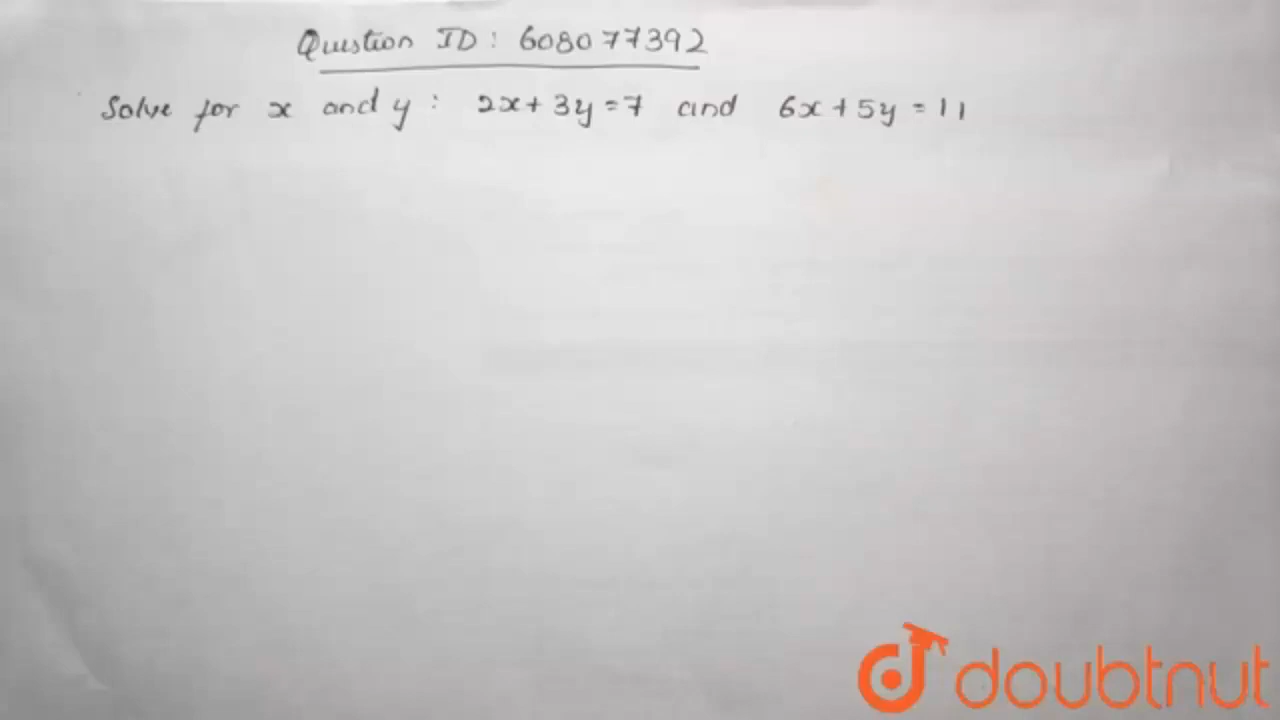 Question ID : 608077392
Solve for x and y : 2x + 3y = 7 and 6x + 5y = 11
doubtnut